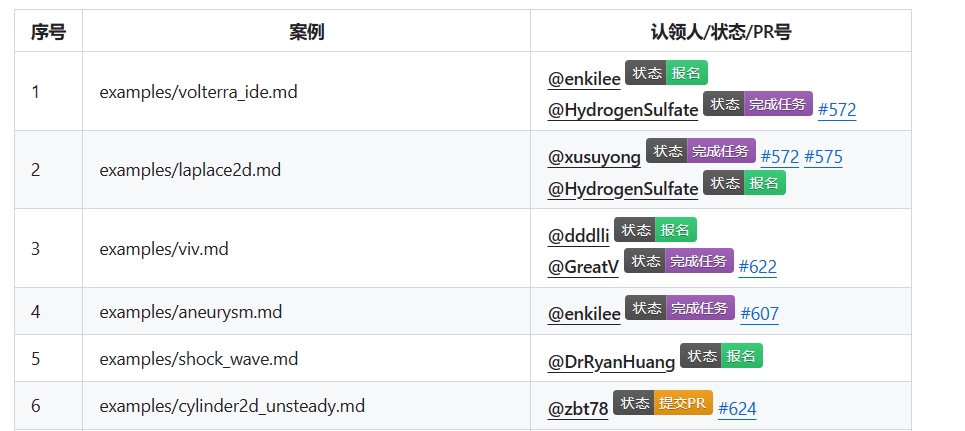 序号 案例 认领人/状态/PR号
1 examples/volterra_ide.md @enkilee 状态 报名
@HydrogenSulfate 状态 完成任务 #572
2 examples/laplace2d.md @xusuyong 状态 完成任务 #572 #575
@HydrogenSulfate 状态 报名
3 examples/viv.md @dddlli 状态 报名
@GreatV 状态 完成任务 #622
4 examples/aneurysm.md @enkilee 状态 完成任务 #607
5 examples/shock_wave.md @DrRyanHuang 状态 报名
6 examples/cylinder2d_unsteady.md @zbt78 状态 提交PR #624